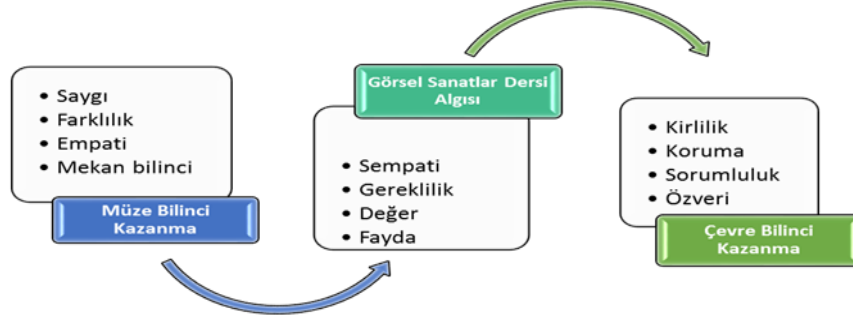 • Saygı
• Farklılık
• Empati
• Mekan bilinci
Müze Bilinci
Kazanma
Görsel Sanatlar Dersi
Algısı
• Sempati
• Gereklilik
• Değer
• Fayda
• Kirlilik
• Koruma
• Sorumluluk
• Özveri
Çevre Bilinci
Kazanma